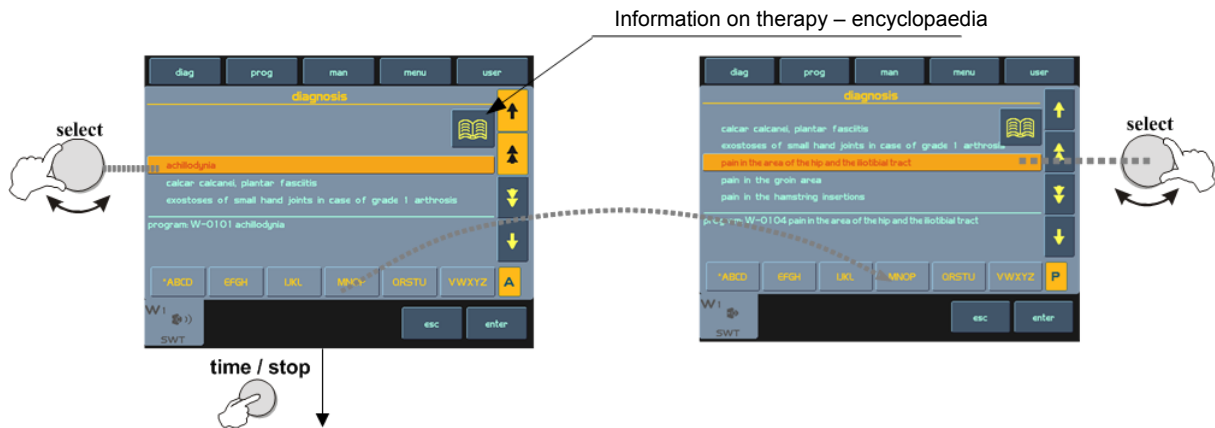 Information on therapy – encyclopaedia
diag prog man menu user
diagnosis
select
achillodynia
calcar calcanei, plantar fasciitis
exostoses of small hand joints in case of grade 1 arthrosis
program: W-0101 achillodynia
*ABCD EFGH IJKL MNOP QRSTU VWXYZ A
W1
SWT
esc enter
time / stop
diag prog man menu user
diagnosis
calcar calcanei, plantar fasciitis
exostoses of small hand joints in case of grade 1 arthrosis
pain in the area of the hip and the iliotibial tract
pain in the groin area
pain in the hamstring insertions
program: W-0104 pain in the area of the hip and the iliotibial tract
*ABCD EFGH IJKL MNOP QRSTU VWXYZ P
W1
SWT
esc enter
select